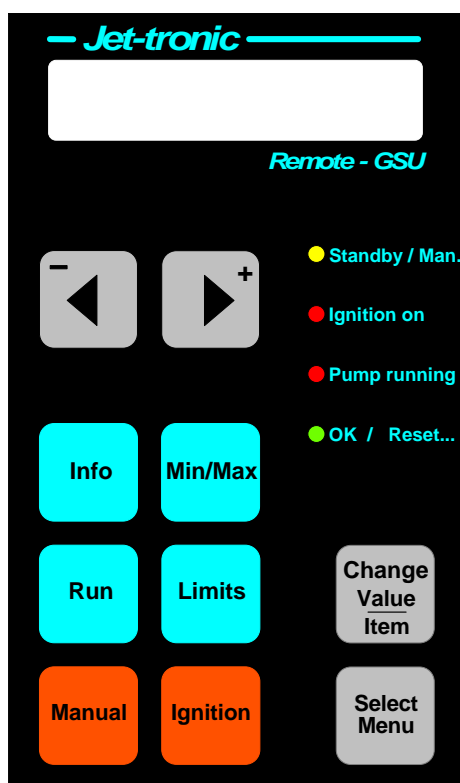 Jet-tronic
Remote - GSU
− +
Standby / Man.
Ignition on
Pump running
OK / Reset...
Info Min/Max
Run Limits
Change
Value
Item
Manual Ignition
Select
Menu